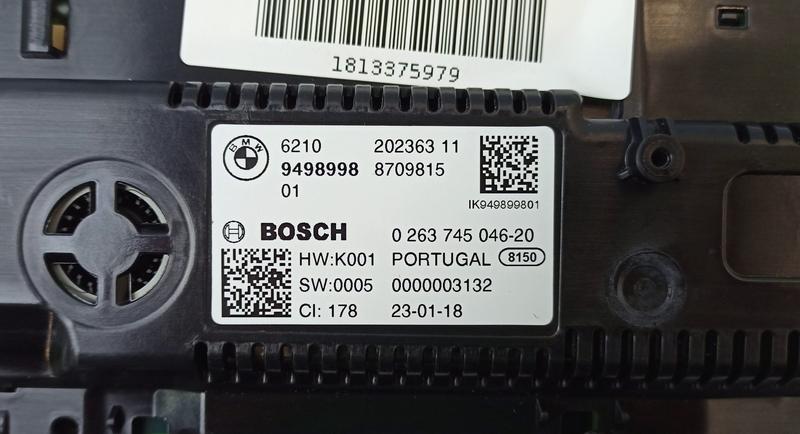 1813375979
BMW
6210 202363 11
9498998 8709815
01
IK949899801
BOSCH 0 263 745 046-20
HW:K001 PORTUGAL 8150
SW:0005 0000003132
CI: 178 23-01-18